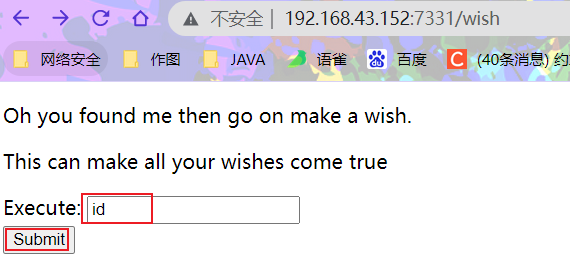 不安全 | 192.168.43.152:7331/wish
网络安全 作图 JAVA 语雀 百度 C (40条消息) 约
Oh you found me then go on make a wish.
This can make all your wishes come true
Execute: id
Submit